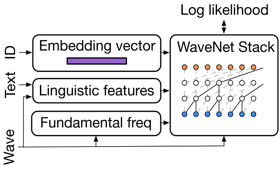 Log likelihood
ID
Embedding vector
WaveNet Stack
Text
Linguistic features
Wave
Fundamental freq